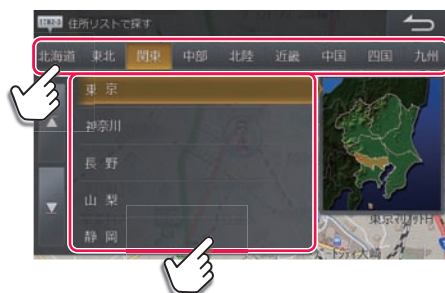 住所リストで探す
北海道 東北 関東 中部 北陸 近畿 中国 四国 九州
東 京
神奈川
長 野
山 梨
静 岡